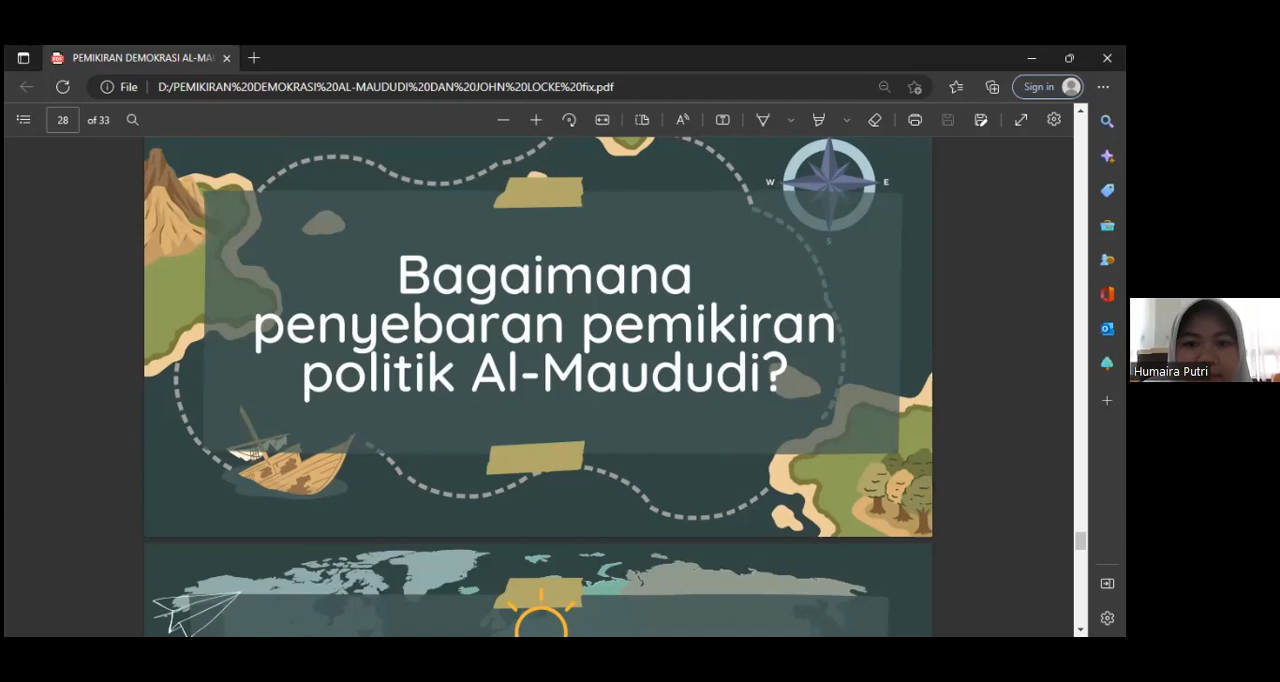 PEMIKIRAN DEMOKRASI AL-MA
File
D:/PEMIKIRAN%20DEMOKRASI%20AL-MAUDUDI%20DAN%20JOHN%20LOCKE%20fix.pdf
Sign in
28
of 33
W
E
S
Bagaimana
penyebaran pemikiran
politik Al-Maududi?
Humaira Putri